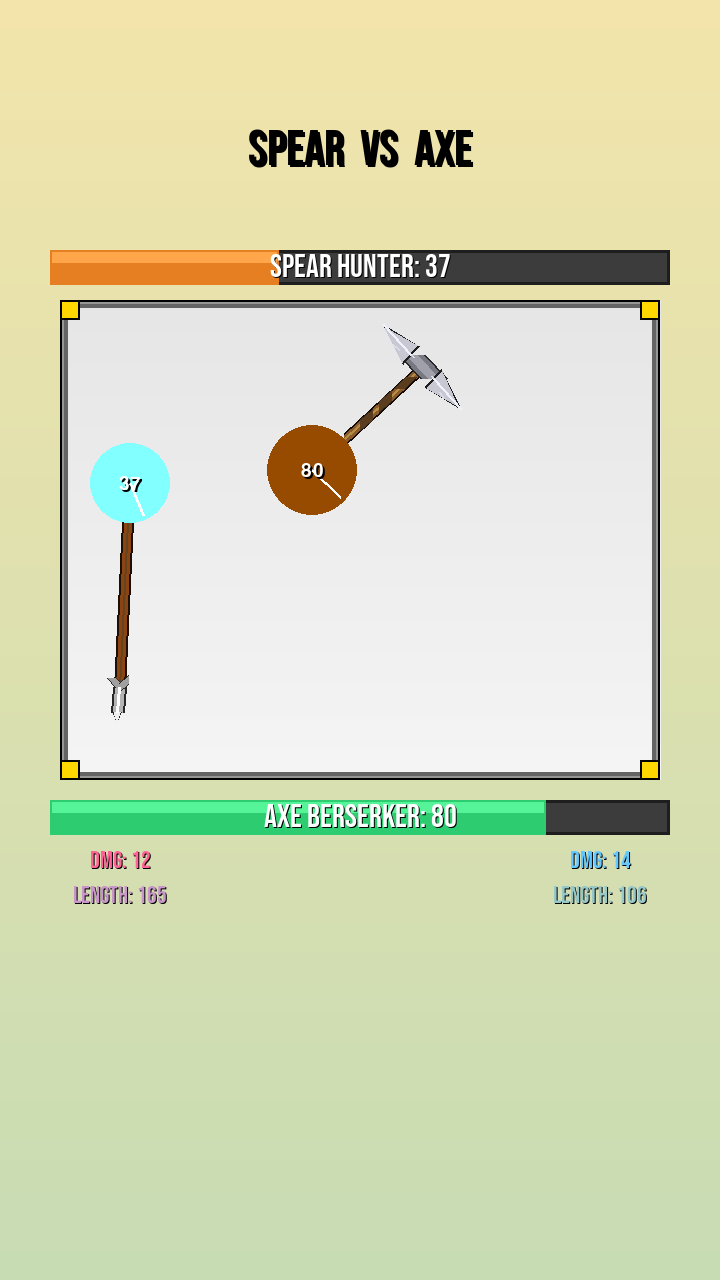 SPEAR VS AXE
SPEAR HUNTER: 37
80
37
AXE BERSERKER: 80
DMG: 12
DMG: 14
LENGTH: 165
LENGTH: 106